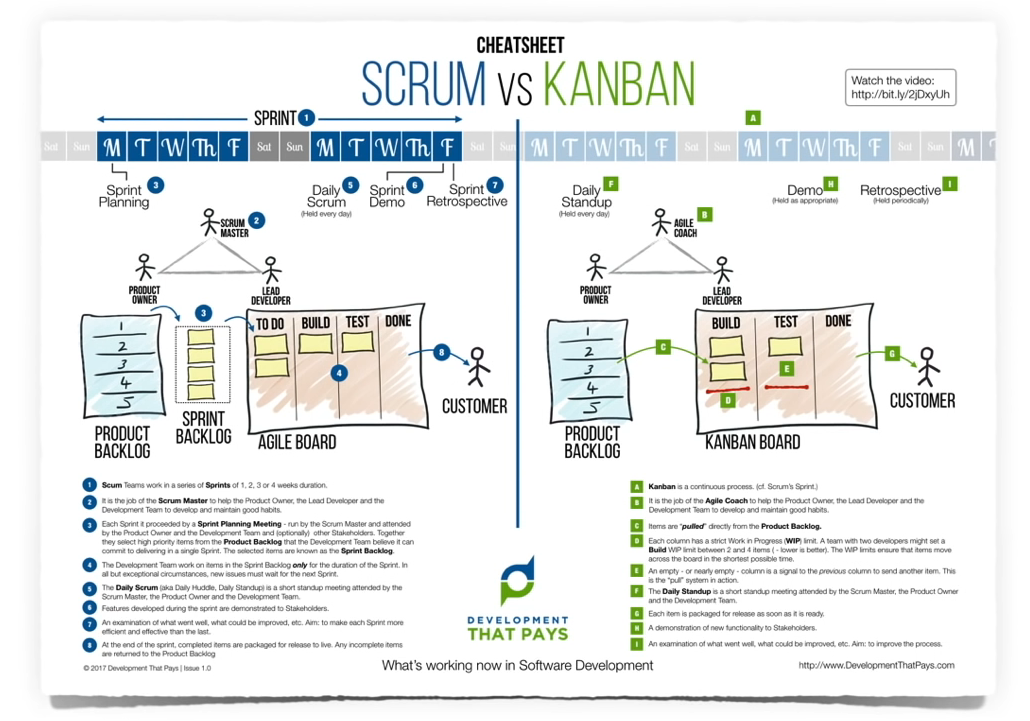 CHEATSHEET
SCRUM VS KANBAN
Watch the video:
http://bit.ly/2jDxyUh
SPRINT 1
A
Sat Sun M T W Th F Sat Sun M T W Th F Sat Sun M T W Th F Sat Sun M T W Th F Sat Sun M T
Sprint 3
Planning
Daily 5
Scrum
(Held every day)
Sprint 6
Demo
Sprint 7
Retrospective
Daily F
Standup
(Held every day)
Demo H
(Held as appropriate)
Retrospective I
(Held periodically)
SCRUM 2
MASTER
PRODUCT
OWNER
LEAD
DEVELOPER
AGILE B
COACH
PRODUCT
OWNER
LEAD
DEVELOPER
1
2
3
4
5
PRODUCT
BACKLOG
3
SPRINT
BACKLOG
TO DO BUILD TEST DONE
4
AGILE BOARD
8
CUSTOMER
1
2
3
4
5
PRODUCT
BACKLOG
C
BUILD TEST DONE
E
D
KANBAN BOARD
G
CUSTOMER
1 Scum Teams work in a series of Sprints of 1, 2, 3 or 4 weeks duration.
2 It is the job of the Scrum Master to help the Product Owner, the Lead Developer and the
Development Team to develop and maintain good habits.
3 Each Sprint it proceeded by a Sprint Planning Meeting - run by the Scrum Master and attended
by the Product Owner and the Development Team and (optionally) other Stakeholders. Together
they select high priority items from the Product Backlog that the Development Team believe it can
commit to delivering in a single Sprint. The selected items are known as the Sprint Backlog.
4 The Development Team work on items in the Sprint Backlog only for the duration of the Sprint. In
all but exceptional circumstances, new issues must wait for the next Sprint.
5 The Daily Scrum (aka Daily Huddle, Daily Standup) is a short standup meeting attended by the
Scrum Master, the Product Owner and the Development Team.
6 Features developed during the sprint are demonstrated to Stakeholders.
7 An examination of what went well, what could be improved, etc. Aim: to make each Sprint more
efficient and effective than the last.
8 At the end of the sprint, completed items are packaged for release to live. Any incomplete items
are returned to the Product Backlog
© 2017 Development That Pays | Issue 1.0
A Kanban is a continuous process. (cf. Scrum's Sprint.)
B It is the job of the Agile Coach to help the Product Owner, the Lead Developer and the
Development Team to develop and maintain good habits.
C Items are "pulled" directly from the Product Backlog.
D Each column has a strict Work in Progress (WIP) limit. A team with two developers might set a
Build WIP limit between 2 and 4 items ( - lower is better). The WIP limits ensure that items move
across the board in the shortest possible time.
E An empty - or nearly empty - column is a signal to the previous column to send another item. This
is the "pull" system in action.
F The Daily Standup is a short standup meeting attended by the Scrum Master, the Product Owner
and the Development Team.
G Each item is packaged for release as soon as it is ready.
H A demonstration of new functionality to Stakeholders.
I An examination of what went well, what could be improved, etc. Aim: to improve the process.
DEVELOPMENT
THAT PAYS
What's working now in Software Development
http://www.DevelopmentThatPays.com